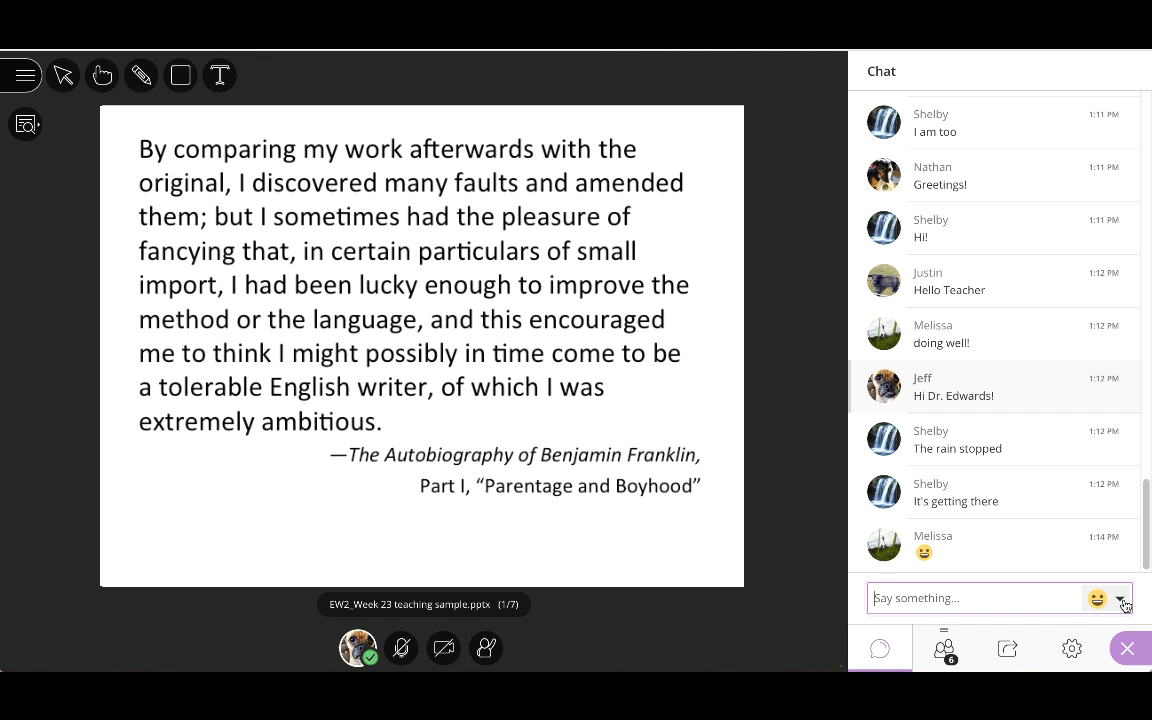 By comparing my work afterwards with the
original, I discovered many faults and amended
them; but I sometimes had the pleasure of
fancying that, in certain particulars of small
import, I had been lucky enough to improve the
method or the language, and this encouraged
me to think I might possibly in time come to be
a tolerable English writer, of which I was
extremely ambitious.
—The Autobiography of Benjamin Franklin,
Part I, “Parentage and Boyhood”
EW2_Week 23 teaching sample.pptx (1/7)
Chat
Shelby 1:11 PM
I am too
Nathan 1:11 PM
Greetings!
Shelby 1:11 PM
Hi!
Justin 1:12 PM
Hello Teacher
Melissa 1:12 PM
doing well!
Jeff 1:12 PM
Hi Dr. Edwards!
Shelby 1:12 PM
The rain stopped
Shelby 1:12 PM
It's getting there
Melissa 1:14 PM
😀
Say something...
6